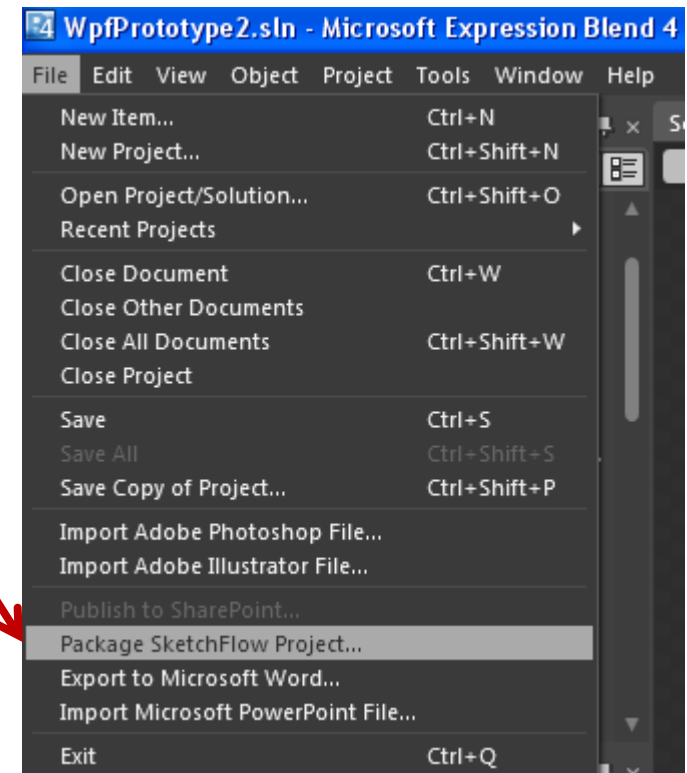 WpfPrototype2.sln - Microsoft Expression Blend 4
File Edit View Object Project Tools Window Help
New Item... Ctrl+N
New Project... Ctrl+Shift+N
Open Project/Solution... Ctrl+Shift+O
Recent Projects
Close Document Ctrl+W
Close Other Documents
Close All Documents Ctrl+Shift+W
Close Project
Save Ctrl+S
Save All Ctrl+Shift+S
Save Copy of Project... Ctrl+Shift+P
Import Adobe Photoshop File...
Import Adobe Illustrator File...
Publish to SharePoint...
Package SketchFlow Project...
Export to Microsoft Word...
Import Microsoft PowerPoint File...
Exit Ctrl+Q